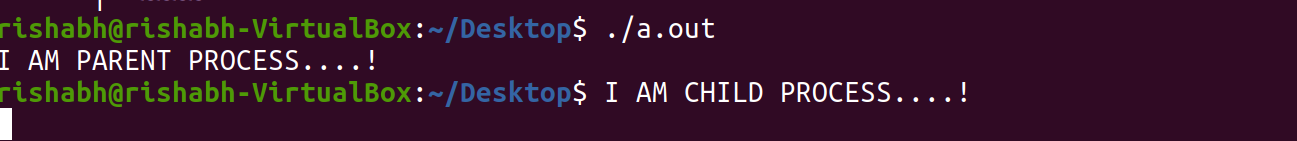 rishabh@rishabh-VirtualBox:~/Desktop$ ./a.out
I AM PARENT PROCESS....!
rishabh@rishabh-VirtualBox:~/Desktop$ I AM CHILD PROCESS....!